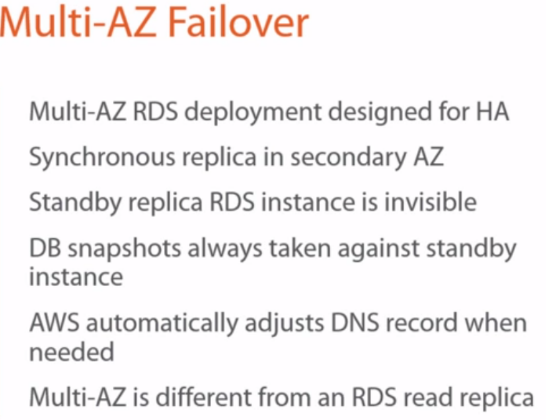 Multi-AZ Failover
Multi-AZ RDS deployment designed for HA
Synchronous replica in secondary AZ
Standby replica RDS instance is invisible
DB snapshots always taken against standby
instance
AWS automatically adjusts DNS record when
needed
Multi-AZ is different from an RDS read replica